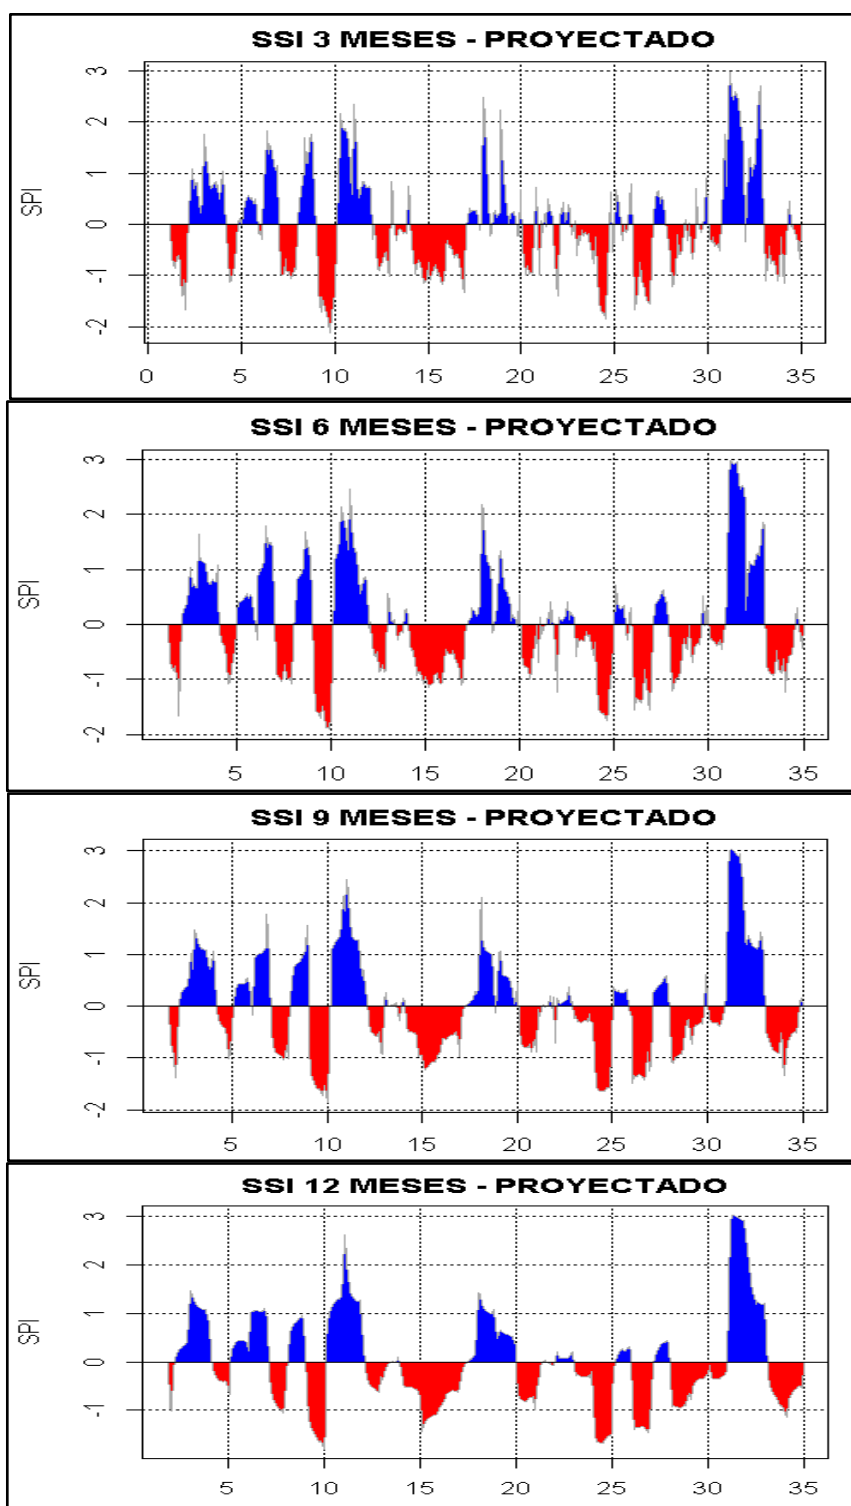 SSI 3 MESES - PROYECTADO
3
2
1
0
-1
-2
SPI
0 5 10 15 20 25 30 35
SSI 6 MESES - PROYECTADO
3
2
1
0
-1
-2
SPI
5 10 15 20 25 30 35
SSI 9 MESES - PROYECTADO
3
2
1
0
-1
-2
SPI
5 10 15 20 25 30 35
SSI 12 MESES - PROYECTADO
3
2
1
0
-1
SPI
5 10 15 20 25 30 35